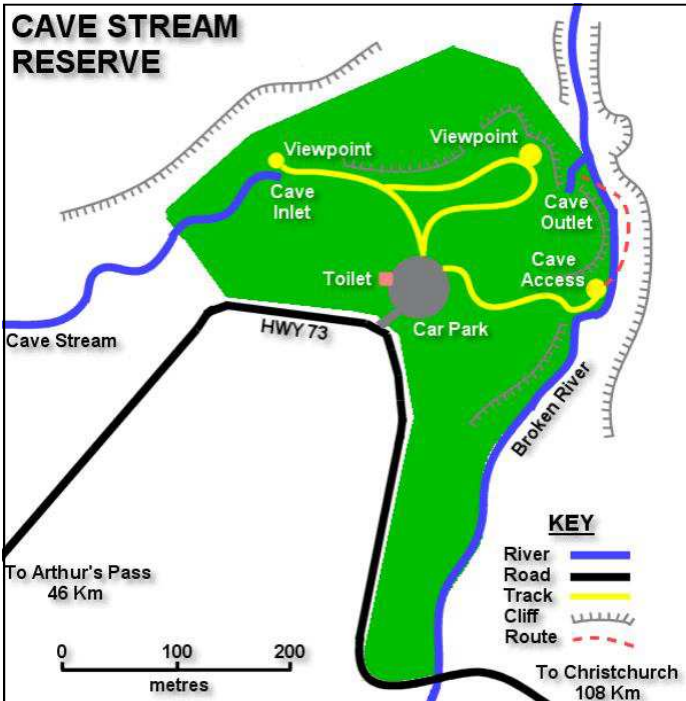 CAVE STREAM
RESERVE
Viewpoint
Viewpoint
Cave
Inlet
Cave
Outlet
Cave
Access
Toilet
Car Park
HWY 73
Cave Stream
Broken River
To Arthur's Pass
46 Km
KEY
River
Road
Track
Cliff
Route
0 100 200
metres
To Christchurch
108 Km